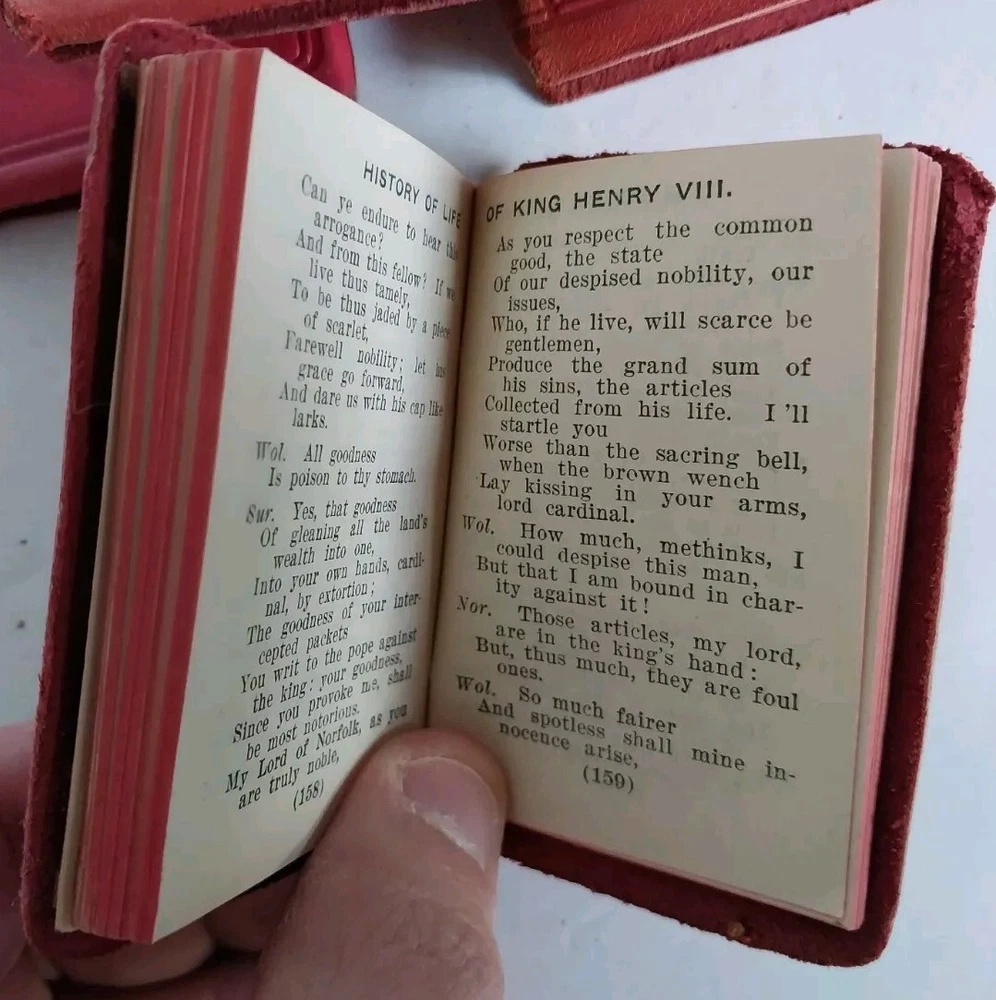 HISTORY OF LIFE
Can ye endure to hear this
arrogance?
And from this fellow? If we
live thus tamely,
To be thus jaded by a piece
of scarlet,
Farewell nobility; let his
grace go forward,
And dare us with his cap like
larks.
Wol. All goodness
Is poison to thy stomach.
Sur. Yes, that goodness
Of gleaning all the land's
wealth into one,
Into your own hands, cardi-
nal, by extortion;
The goodness of your inter-
cepted packets
You writ to the pope against
the king: your goodness,
Since you provoke me, shall
be most notorious.
My Lord of Norfolk, as you
are truly noble,
(158)
OF KING HENRY VIII.
As you respect the common
good, the state
Of our despised nobility, our
issues,
Who, if he live, will scarce be
gentlemen,
Produce the grand sum of
his sins, the articles
Collected from his life. I'll
startle you
Worse than the sacring bell,
when the brown wench
Lay kissing in your arms,
lord cardinal.
Wol. How much, methinks, I
could despise this man,
But that I am bound in char-
ity against it!
Nor. Those articles, my lord,
are in the king's hand:
But, thus much, they are foul
ones.
Wol. So much fairer
And spotless shall mine in-
nocence arise,
(159)